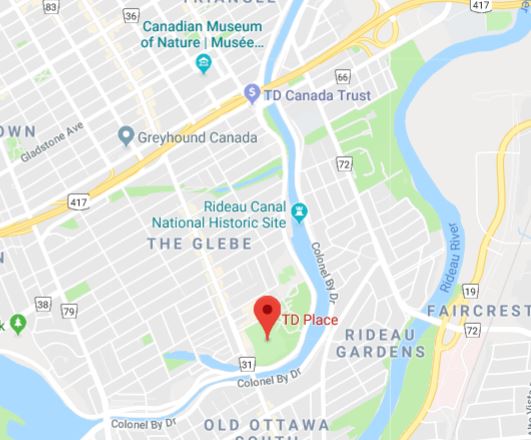 TRIANGLE
417
83
36
Canadian Museum
of Nature | Musée...
66
TD Canada Trust
Gladstone Ave
Greyhound Canada
72
417
Rideau Canal
National Historic Site
THE GLEBE
Colonel By Dr
Rideau River
38
79
19
TD Place
FAIRCREST
72
RIDEAU
GARDENS
31
Colonel By Dr
Colonel By Dr
OLD OTTAWA
SOUTH